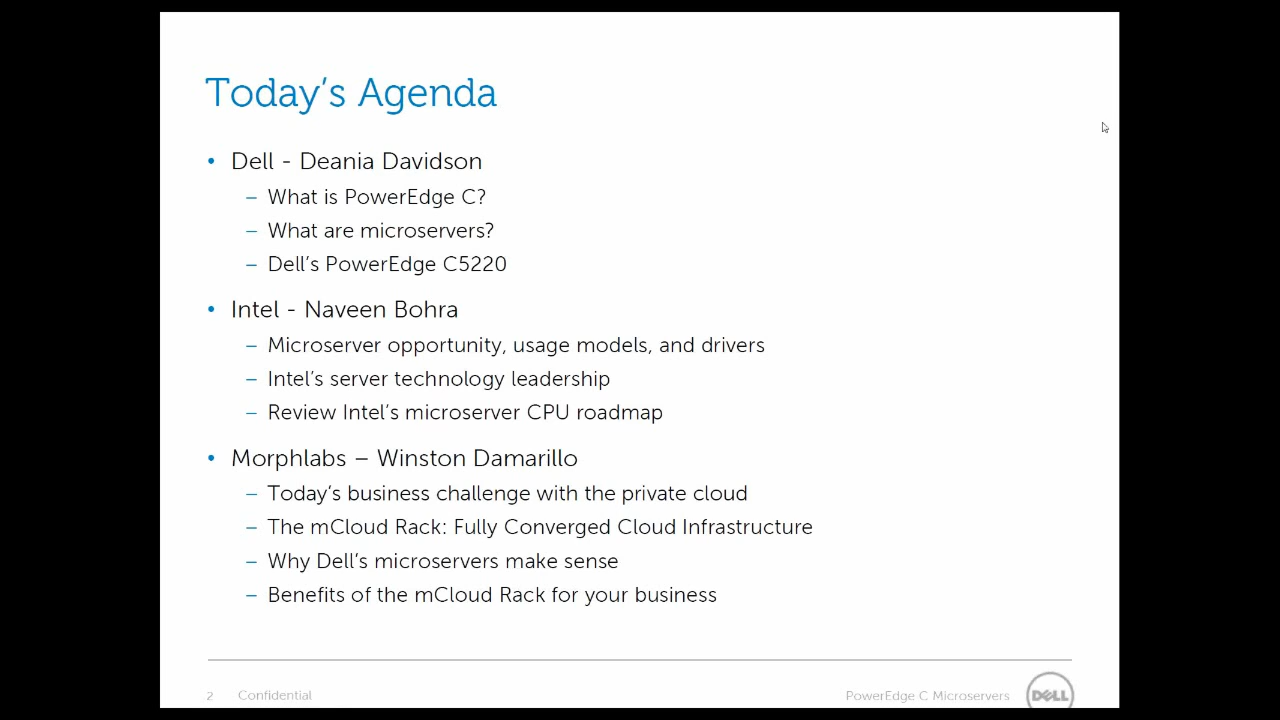 Today's Agenda
• Dell - Deania Davidson
– What is PowerEdge C?
– What are microservers?
– Dell's PowerEdge C5220
• Intel - Naveen Bohra
– Microserver opportunity, usage models, and drivers
– Intel's server technology leadership
– Review Intel's microserver CPU roadmap
• Morphlabs – Winston Damarillo
– Today's business challenge with the private cloud
– The mCloud Rack: Fully Converged Cloud Infrastructure
– Why Dell's microservers make sense
– Benefits of the mCloud Rack for your business
2 Confidential PowerEdge C Microservers DELL